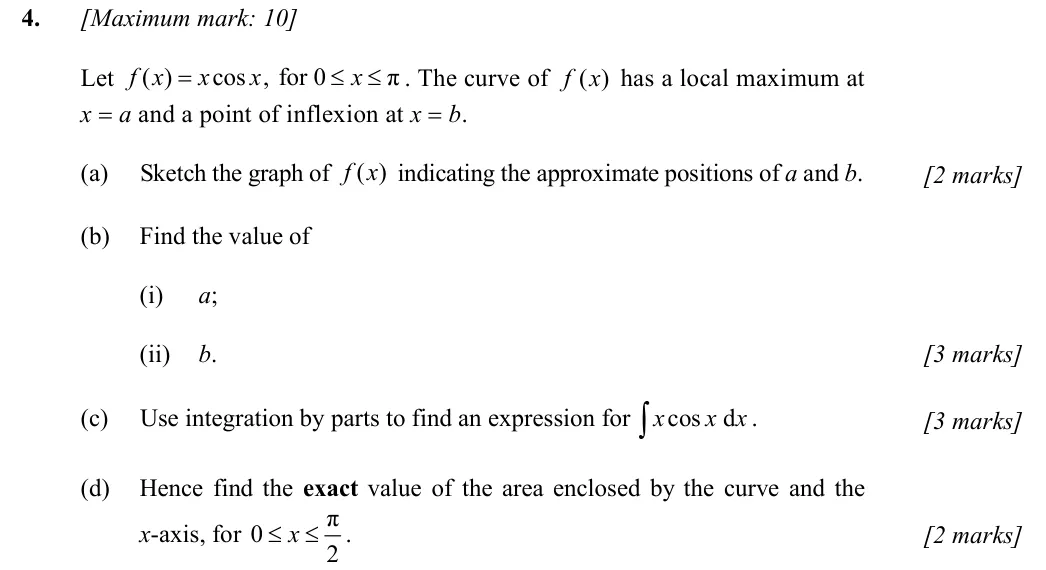 4. [Maximum mark: 10]
Let f(x) = x cos x, for 0 ≤ x ≤ π. The curve of f(x) has a local maximum at
x = a and a point of inflexion at x = b.
(a) Sketch the graph of f(x) indicating the approximate positions of a and b. [2 marks]
(b) Find the value of
(i) a;
(ii) b. [3 marks]
(c) Use integration by parts to find an expression for ∫x cos x dx. [3 marks]
(d) Hence find the exact value of the area enclosed by the curve and the
x-axis, for 0 ≤ x ≤ π/2. [2 marks]